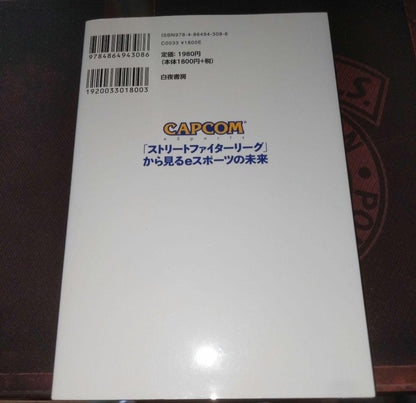 9784864943086
1920033018003
ISBN978-4-86494-308-6
C0033 ¥1800E
定価:1980円
(本体1800円+税)
白夜書房
CAPCOM
eSports
「ストリートファイターリーグ」
から見るeスポーツの未来